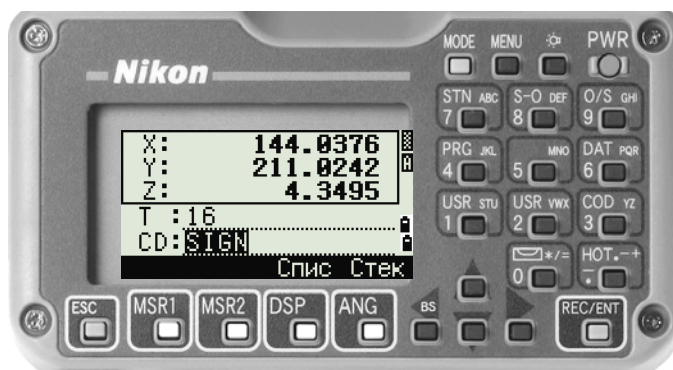 MODE MENU PWR
Nikon
STN ABC S-O DEF O/S GHI
7 8 9
X: 144.0376
Y: 211.0242
Z: 4.3495
A
PRG JKL MNO DAT PQR
4 5 6
T :16
CD:SIGN
USR STU USR VWX COD YZ
1 2 3
Спис Стек
*/= HOT.-+
0 .
ESC MSR1 MSR2 DSP ANG BS REC/ENT